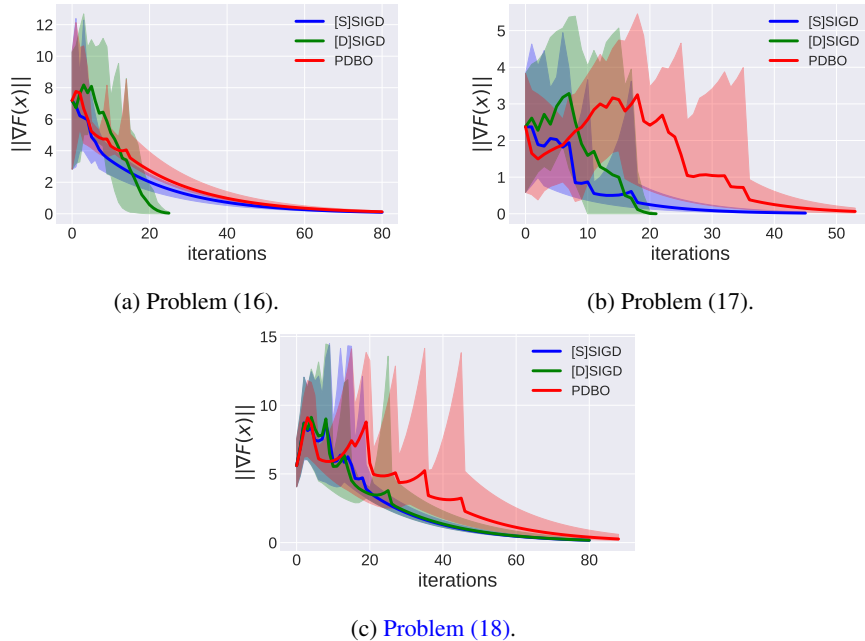 12
10
8
6
4
2
0
||∇F(x)||
[S]SIGD
[D]SIGD
PDBO
0 20 40 60 80
iterations
(a) Problem (16).
5
4
3
2
1
0
||∇F(x)||
[S]SIGD
[D]SIGD
PDBO
0 10 20 30 40 50
iterations
(b) Problem (17).
15
10
5
0
||∇F(x)||
[S]SIGD
[D]SIGD
PDBO
0 20 40 60 80
iterations
(c) Problem (18).